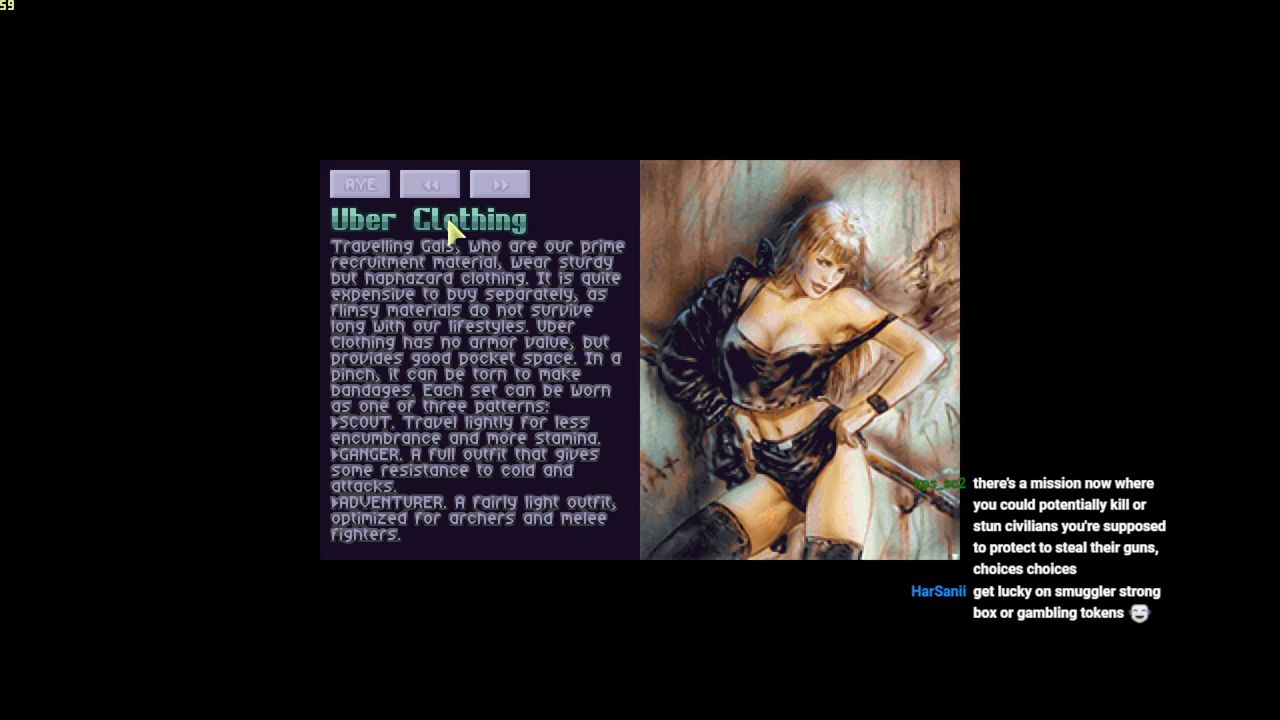 59
AYE
Uber Clothing
Travelling Gals, who are our prime
recruitment material, wear sturdy
but haphazard clothing. It is quite
expensive to buy separately, as
flimsy materials do not survive
long with our lifestyles. Uber
Clothing has no armor value, but
provides good pocket space. In a
pinch, it can be torn to make
bandages. Each set can be worn
as one of three patterns:
▶SCOUT. Travel lightly for less
encumbrance and more stamina.
▶GANGER. A full outfit that gives
some resistance to cold and
attacks.
▶ADVENTURER. A fairly light outfit,
optimized for archers and melee
fighters.
there's a mission now where
you could potentially kill or
stun civilians you're supposed
to protect to steal their guns,
choices choices
HarSanii get lucky on smuggler strong
box or gambling tokens